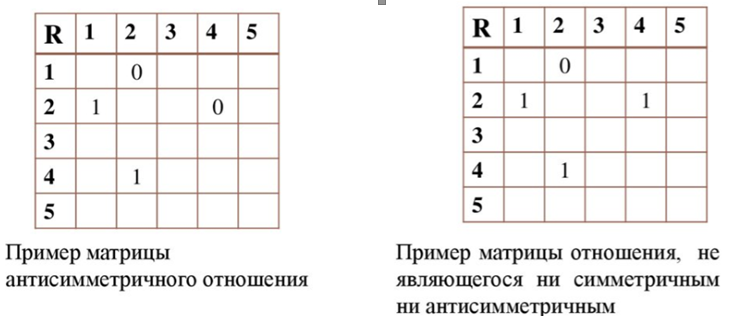 R 1 2 3 4 5
1 0
2 1 0
3
4 1
5
Пример матрицы
антисимметричного отношения
R 1 2 3 4 5
1 0
2 1 1
3
4 1
5
Пример матрицы отношения, не
являющегося ни симметричным
ни антисимметричным